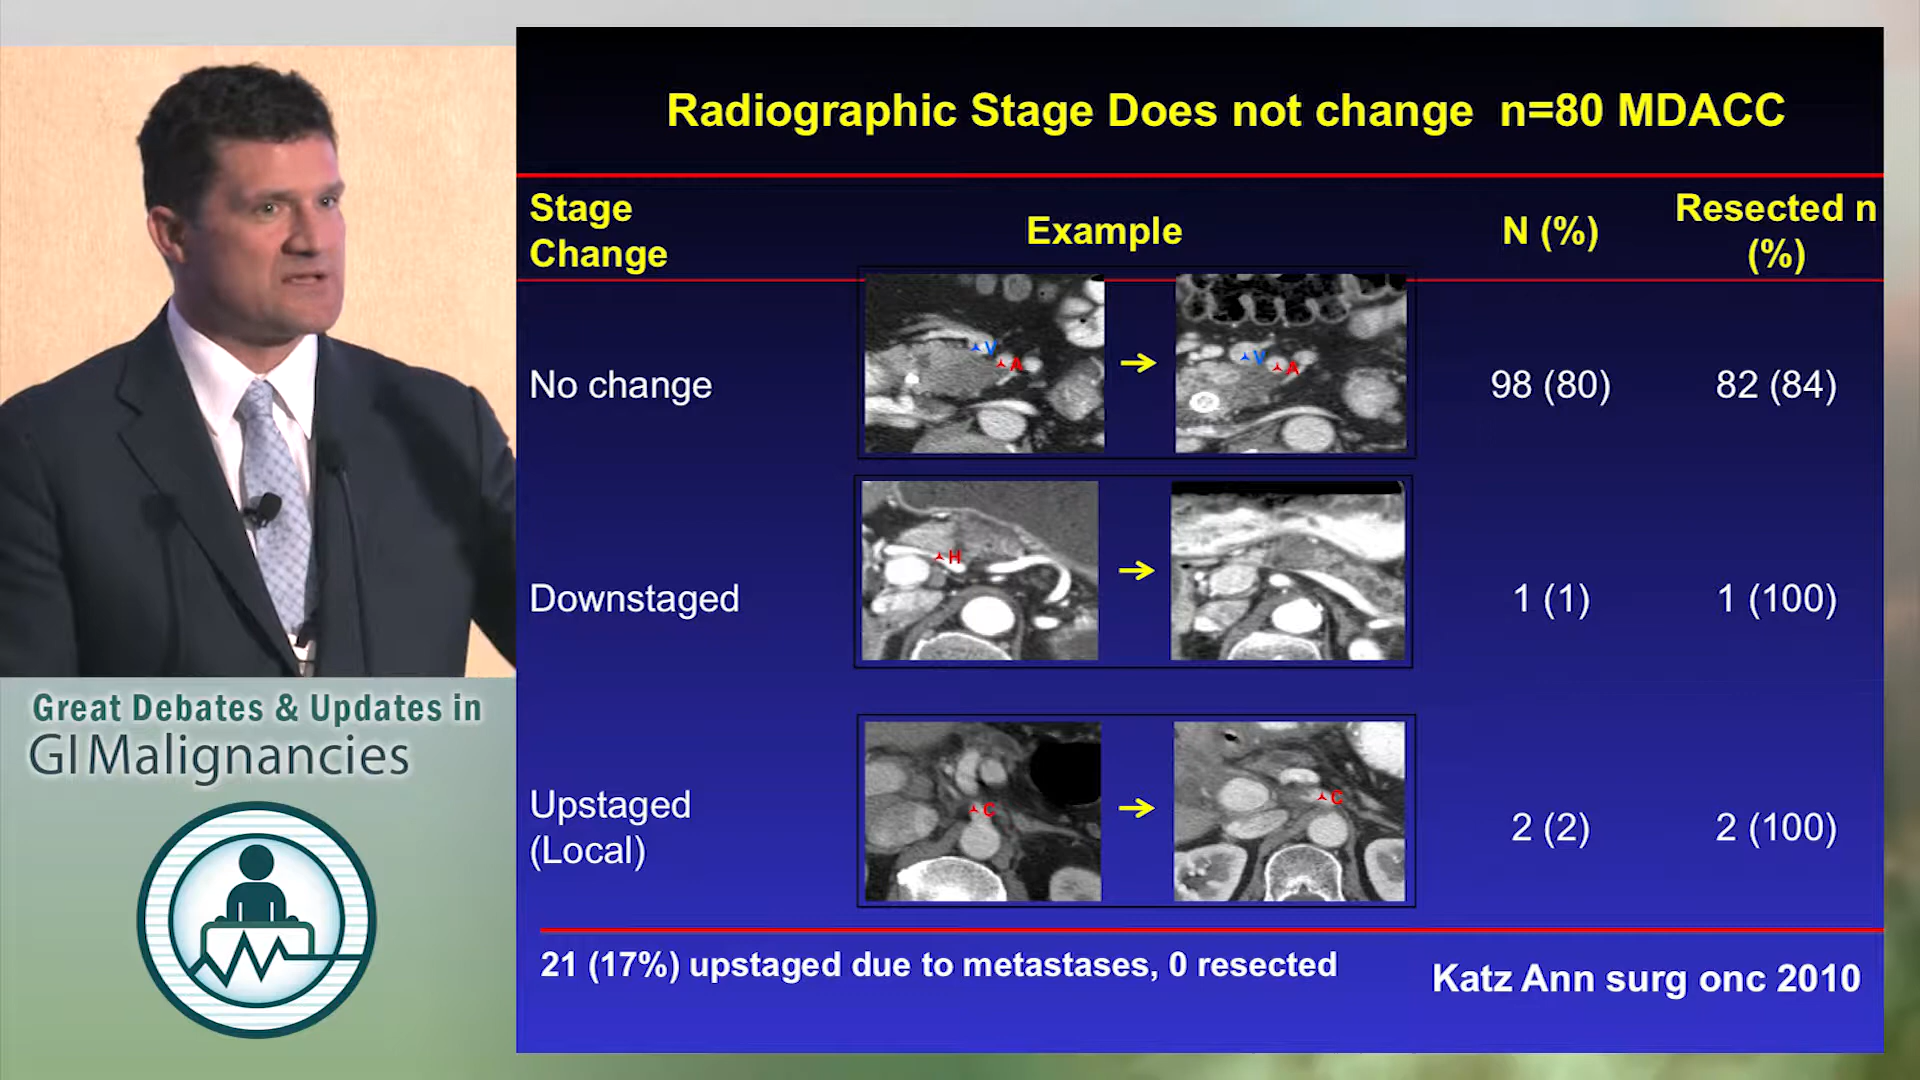 Radiographic Stage Does not change n=80 MDACC
Stage Change
Example
N (%)
Resected n (%)
No change
V
A
V
A
98 (80)
82 (84)
Downstaged
H
1 (1)
1 (100)
Upstaged (Local)
C
C
2 (2)
2 (100)
21 (17%) upstaged due to metastases, 0 resected
Katz Ann surg onc 2010
Great Debates & Updates in
GI Malignancies